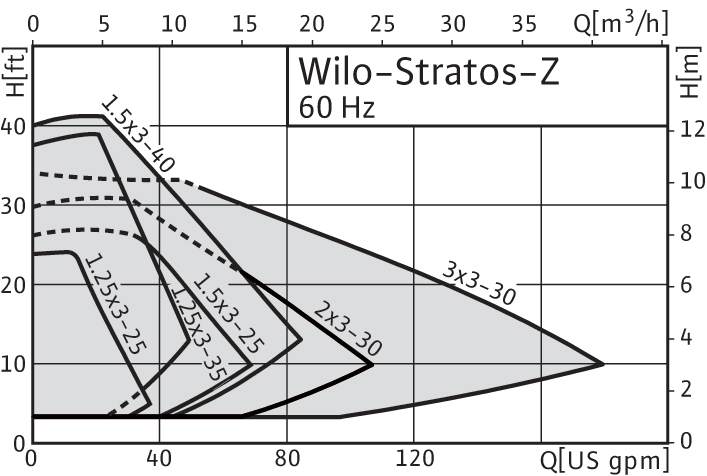 0 5 10 15 20 25 30 35 Q[m³/h]
H[ft]
H[m]
Wilo-Stratos-Z
60 Hz
40
30
20
10
0
12
10
8
6
4
2
0
1.5x3-40
3x3-30
1.25x3-25
1.25x3-35
1.5x3-25
2x3-30
0 40 80 120 Q[US gpm]